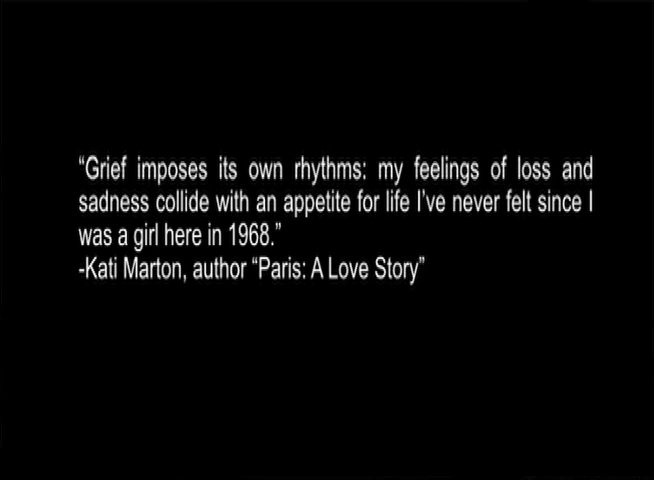 “Grief imposes its own rhythms: my feelings of loss and
sadness collide with an appetite for life I’ve never felt since I
was a girl here in 1968.”
-Kati Marton, author “Paris: A Love Story”